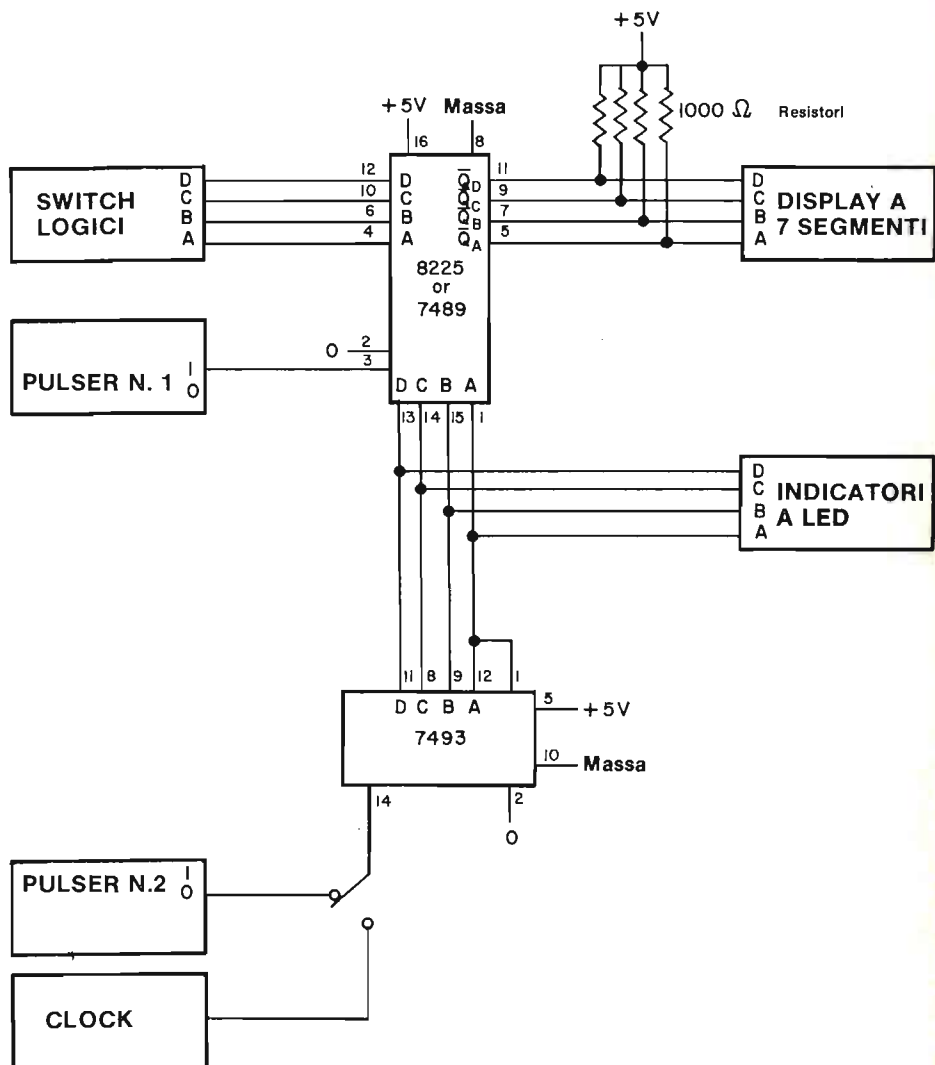 +5V
1000 Ω Resistori
+5V Massa
16 8
SWITCH LOGICI
D C B A
12 10 6 4
D C B A
Q̅D Q̅C Q̅B Q̅A
11 9 7 5
D C B A
DISPLAY A 7 SEGMENTI
8225
or
7489
PULSER N. 1
1
0
0
2
3
D C B A
13 14 15 1
D
C
B
A
INDICATORI
A LED
11 8 9 12 1
D C B A
7493
5 +5V
10 Massa
14 2
0
PULSER N.2
1
0
CLOCK